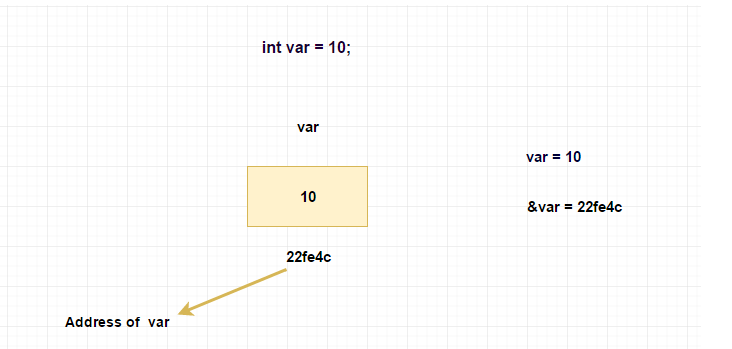 int var = 10;
var
var = 10
10
&var = 22fe4c
22fe4c
Address of var